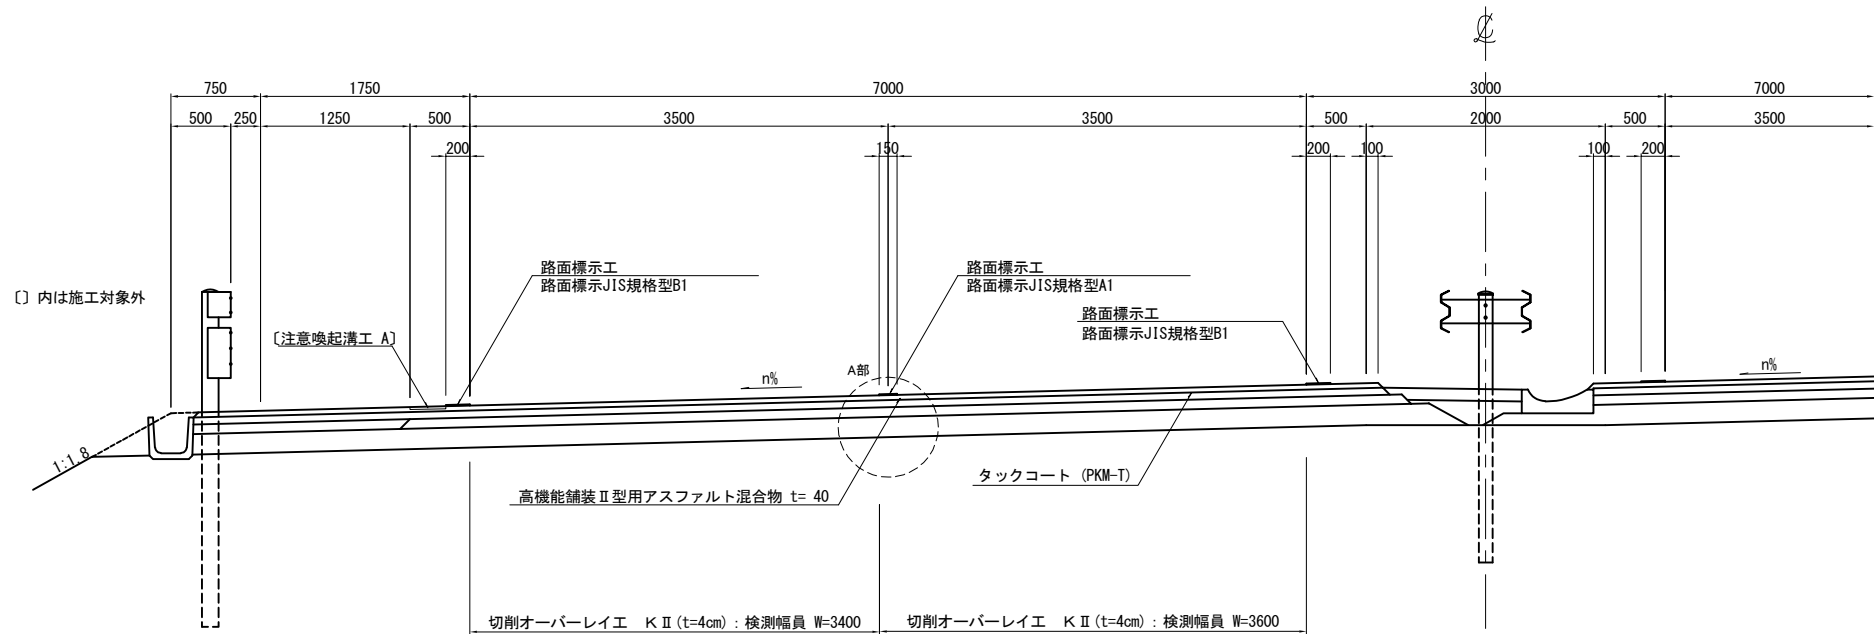 ℄
750 1750 7000 3000 7000
500 250 1250 500 3500 3500 500 2000 500 3500
200 150 200 100 100 200
路面標示工
路面標示JIS規格型B1
路面標示工
路面標示JIS規格型A1
〔〕内は施工対象外
路面標示工
路面標示JIS規格型B1
〔注意喚起溝工 A〕
n%
A部
n%
1:1.8
タックコート (PKM-T)
高機能舗装Ⅱ型用アスファルト混合物 t= 40
切削オーバーレイエ KⅡ(t=4cm) : 検測幅員 W=3400
切削オーバーレイエ KⅡ(t=4cm) : 検測幅員 W=3600